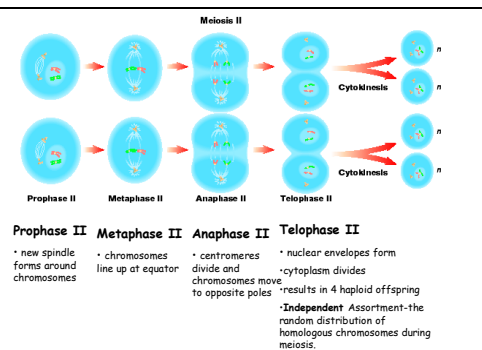 Meiosis II
n
n
Cytokinesis
n
n
Cytokinesis
Prophase II
Metaphase II
Anaphase II
Telophase II
Prophase II
• new spindle
forms around
chromosomes
Metaphase II
• chromosomes
line up at equator
Anaphase II
• centromeres
divide and
chromosomes move
to opposite poles
Telophase II
• nuclear envelopes form
•cytoplasm divides
•results in 4 haploid offspring
•Independent Assortment-the
random distribution of
homologous chromosomes during
meiosis.